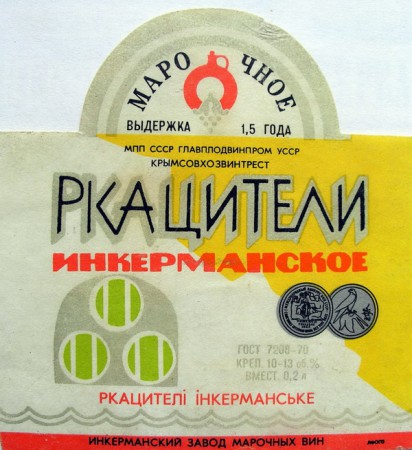 МАРОЧНОЕ
ВЫДЕРЖКА 1,5 ГОДА
МПП СССР ГЛАВПЛОДВИНПРОМ УССР
КРЫМСОВХОЗВИНТРЕСТ
РКАЦИТЕЛИ
ИНКЕРМАНСКОЕ
ГОСТ 7208-70
КРЕП. 10-13 об.%
ВМЕСТ. 0,2 л
РКАЦИТЕЛІ ІНКЕРМАНСЬКЕ
ИНКЕРМАНСКИЙ ЗАВОД МАРОЧНЫХ ВИН